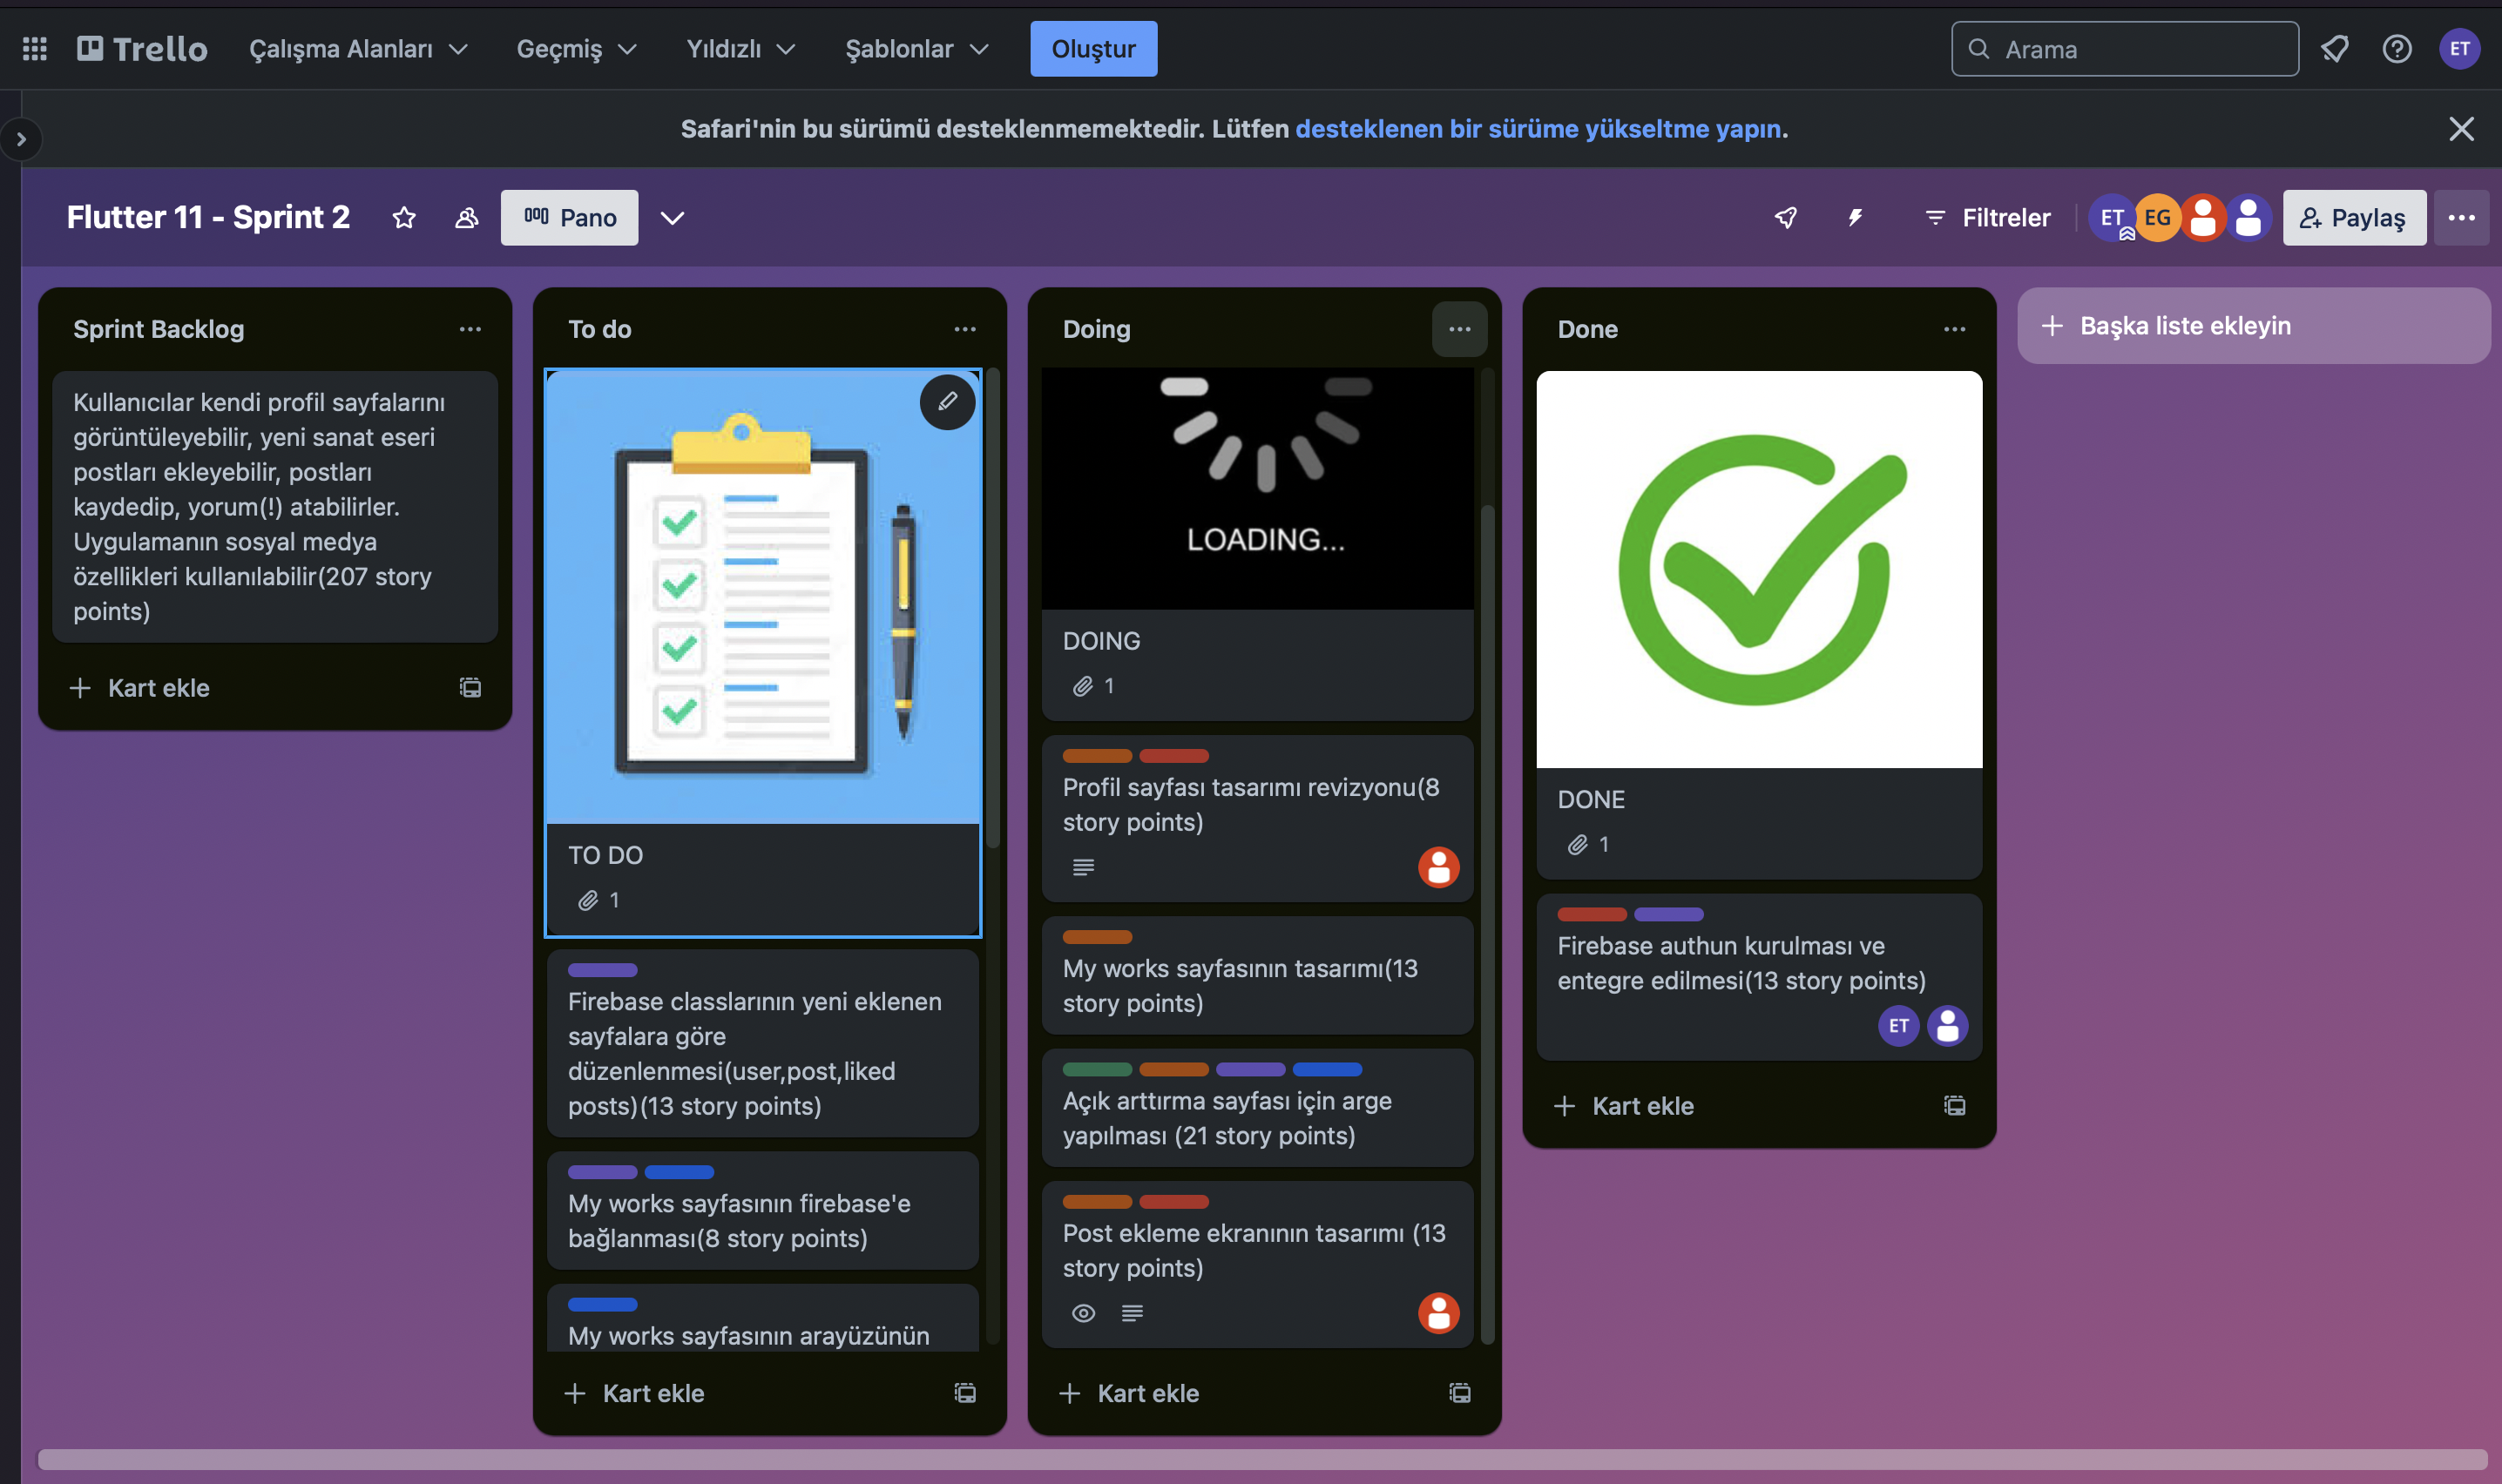 Trello
Çalışma Alanları
Geçmiş
Yıldızlı
Şablonlar
Oluştur
Arama
ET
Safari'nin bu sürümü desteklenmemektedir. Lütfen desteklenen bir sürüme yükseltme yapın.
Flutter 11 - Sprint 2
Pano
Filtreler
ET
EG
Paylaş
Sprint Backlog
Kullanıcılar kendi profil sayfalarını
görüntüleyebilir, yeni sanat eseri
postları ekleyebilir, postları
kaydedip, yorum(!) atabilirler.
Uygulamanın sosyal medya
özellikleri kullanılabilir(207 story
points)
Kart ekle
To do
TO DO
1
Firebase classlarının yeni eklenen
sayfalara göre
düzenlenmesi(user,post,liked
posts)(13 story points)
My works sayfasının firebase'e
bağlanması(8 story points)
My works sayfasının arayüzünün
Kart ekle
Doing
LOADING...
DOING
1
Profil sayfası tasarımı revizyonu(8
story points)
My works sayfasının tasarımı(13
story points)
Açık arttırma sayfası için arge
yapılması (21 story points)
Post ekleme ekranının tasarımı (13
story points)
Kart ekle
Done
DONE
1
Firebase authun kurulması ve
entegre edilmesi(13 story points)
ET
Kart ekle
Başka liste ekleyin